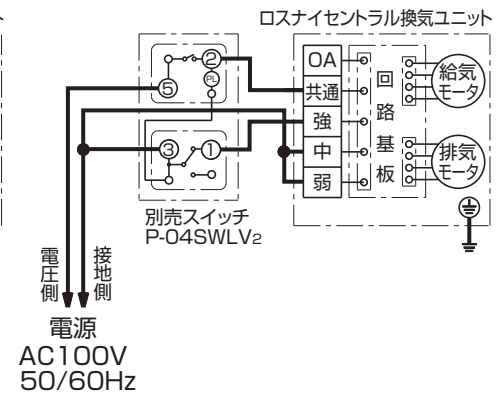 ロスナイセントラル換気ユニット
②
⑤
PL
③
①
OA
共通
強
中
弱
回路基板
給気
モータ
排気
モータ
別売スイッチ
P-04SWLV2
電圧側
接地側
電源
AC100V
50/60Hz